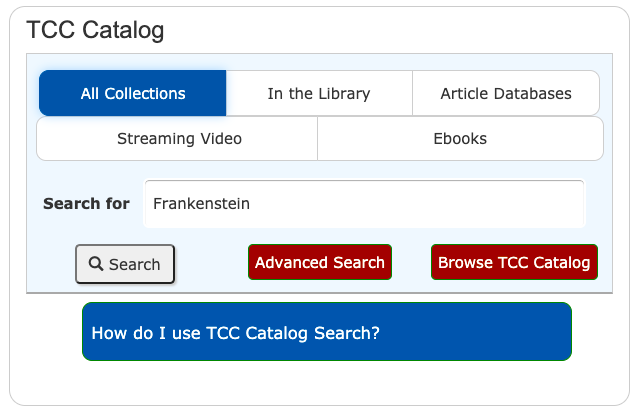 TCC Catalog
All Collections In the Library Article Databases
Streaming Video Ebooks
Search for Frankenstein
Search Advanced Search Browse TCC Catalog
How do I use TCC Catalog Search?